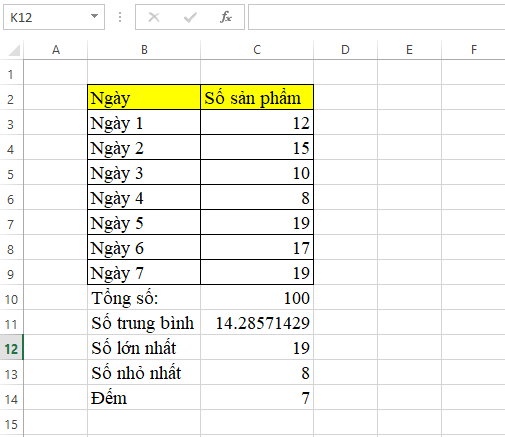 K12 fx
A B C D E F
1
2 Ngày Số sản phẩm
3 Ngày 1 12
4 Ngày 2 15
5 Ngày 3 10
6 Ngày 4 8
7 Ngày 5 19
8 Ngày 6 17
9 Ngày 7 19
10 Tổng số: 100
11 Số trung bình 14.28571429
12 Số lớn nhất 19
13 Số nhỏ nhất 8
14 Đếm 7
15